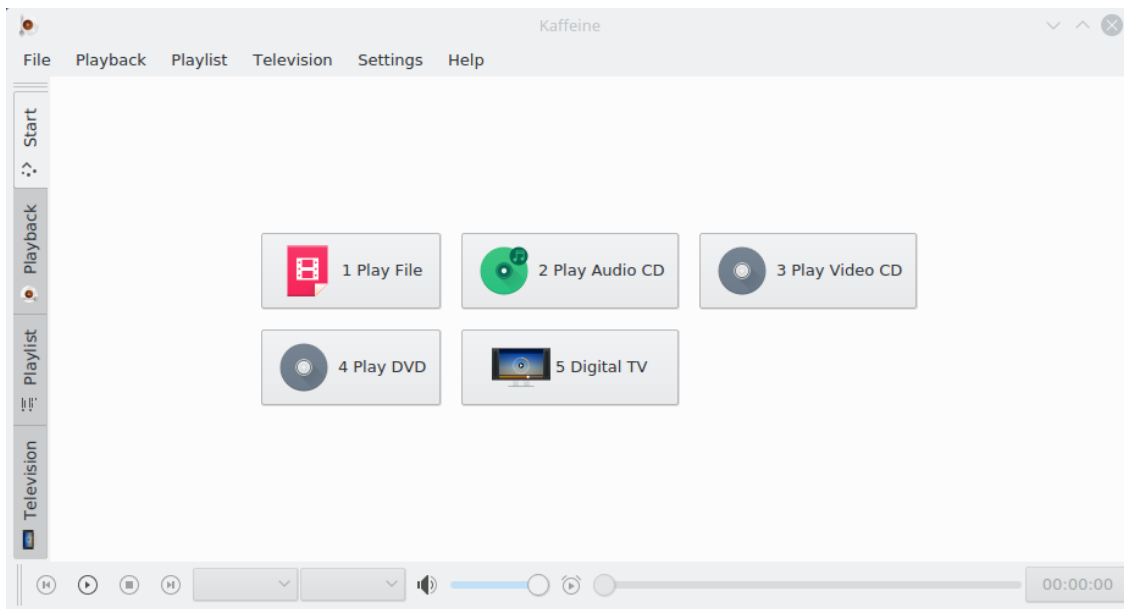 Kaffeine
File Playback Playlist Television Settings Help
Start
Playback
Playlist
Television
1 Play File
2 Play Audio CD
3 Play Video CD
4 Play DVD
5 Digital TV
00:00:00